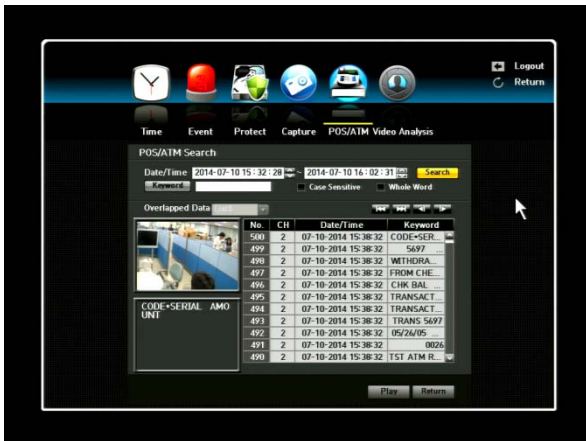 Logout
Return
Time Event Protect Capture POS/ATM Video Analysis
POS/ATM Search
Date/Time 2014-07-10 15:32:28 ~ 2014-07-10 16:02:31 Search
Keyword Case Sensitive Whole Word
Overlapped Data
No. CH Date/Time Keyword
500 2 07-10-2014 15:38:32 CODE•SER...
499 2 07-10-2014 15:38:32 5697 ...
498 2 07-10-2014 15:38:32 WITHDRA...
497 2 07-10-2014 15:38:32 FROM CHE...
496 2 07-10-2014 15:38:32 CHK BAL ...
495 2 07-10-2014 15:38:32 TRANSACT...
494 2 07-10-2014 15:38:32 TRANSACT...
493 2 07-10-2014 15:38:32 TRANS 5697
492 2 07-10-2014 15:38:32 05/26/05 ...
491 2 07-10-2014 15:38:32 0026
490 2 07-10-2014 15:38:32 TST ATM R...
CODE•SERIAL AMO
UNT
Play Return